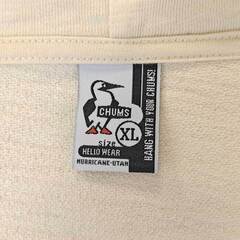 CHUMS
size
XL
HELLO WEAR
HURRICANE-UTAH
HANG WITH YOUR CHUMS!